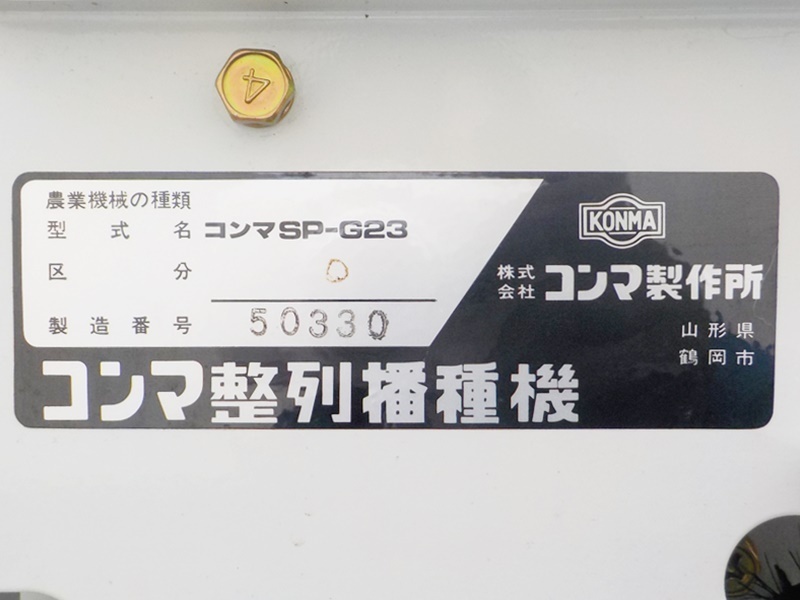 4
農業機械の種類
型式名 コンマSP-G23
区分 O
製造番号 50330
コンマ整列播種機
KONMA
株式会社 コンマ製作所
山形県
鶴岡市